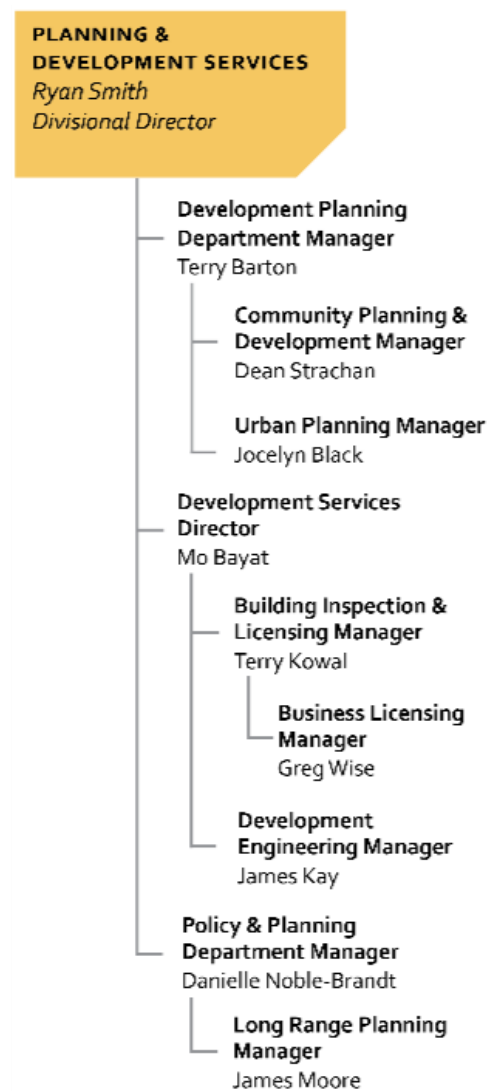 PLANNING &
DEVELOPMENT SERVICES
Ryan Smith
Divisional Director
Development Planning
Department Manager
Terry Barton
Community Planning &
Development Manager
Dean Strachan
Urban Planning Manager
Jocelyn Black
Development Services
Director
Mo Bayat
Building Inspection &
Licensing Manager
Terry Kowal
Business Licensing
Manager
Greg Wise
Development
Engineering Manager
James Kay
Policy & Planning
Department Manager
Danielle Noble-Brandt
Long Range Planning
Manager
James Moore